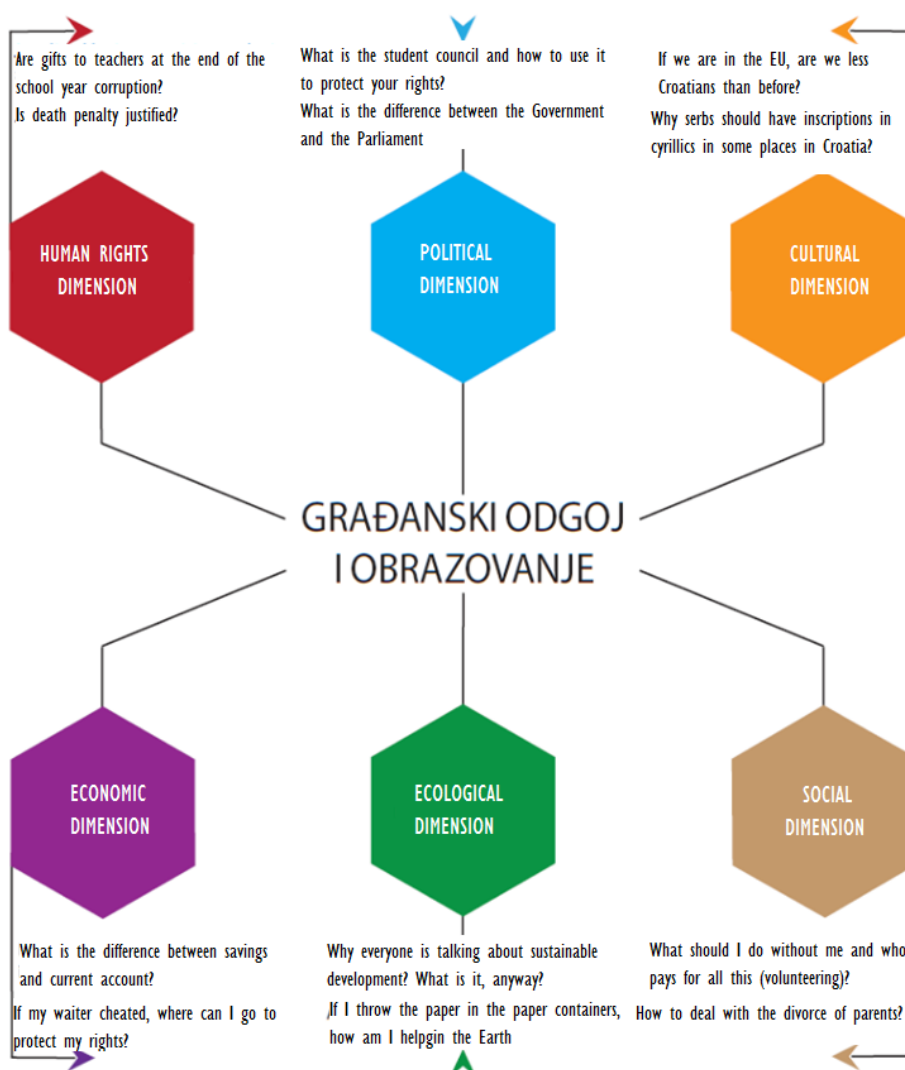 Are gifts to teachers at the end of the
school year corruption?
Is death penalty justified?
What is the student council and how to use it
to protect your rights?
What is the difference between the Government
and the Parliament
If we are in the EU, are we less
Croatians than before?
Why serbs should have inscriptions in
cyrillics in some places in Croatia?
HUMAN RIGHTS
DIMENSION
POLITICAL
DIMENSION
CULTURAL
DIMENSION
GRAĐANSKI ODGOJ
I OBRAZOVANJE
ECONOMIC
DIMENSION
ECOLOGICAL
DIMENSION
SOCIAL
DIMENSION
What is the difference between savings
and current account?
If my waiter cheated, where can I go to
protect my rights?
Why everyone is talking about sustainable
development? What is it, anyway?
If I throw the paper in the paper containers,
how am I helpgin the Earth
What should I do without me and who
pays for all this (volunteering)?
How to deal with the divorce of parents?